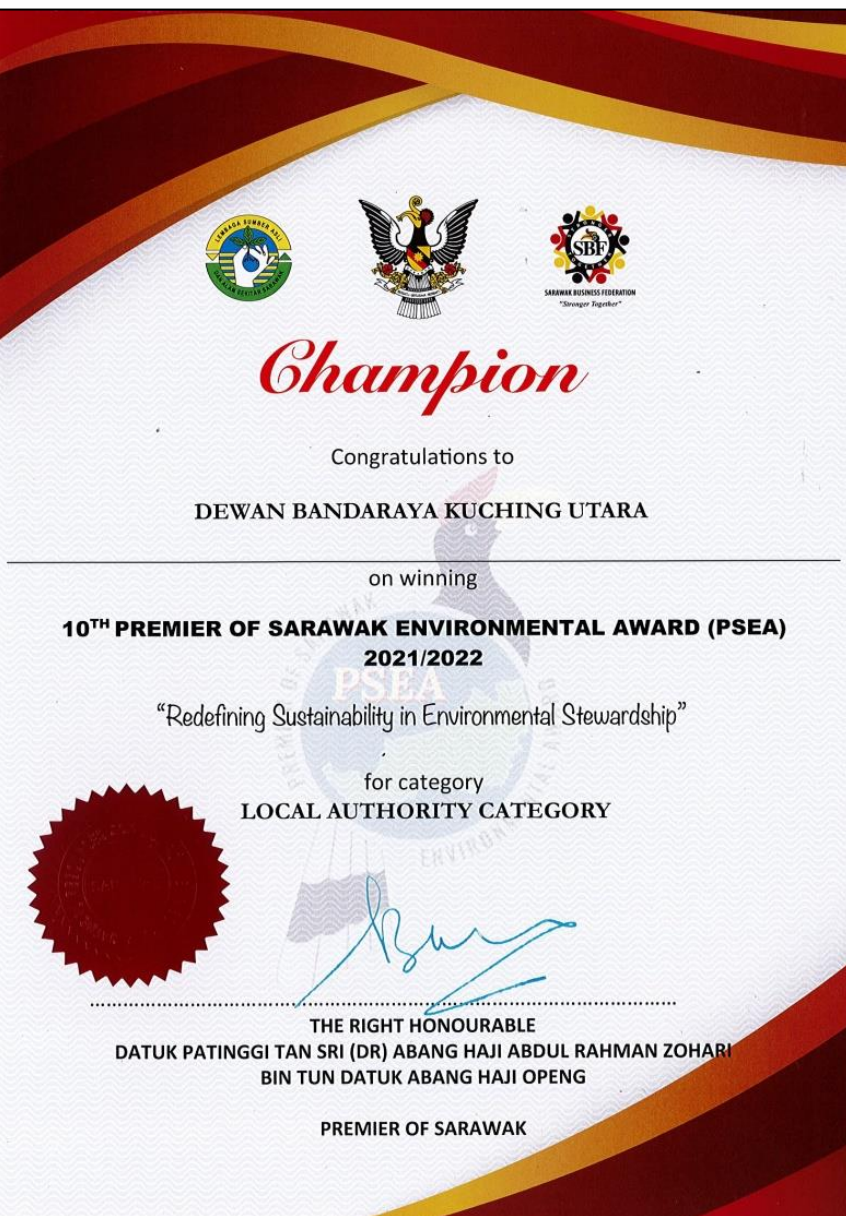 LEMBAGA SUMBER ASLI
DAN ALAM SEKITAR SARAWAK
SBF
SARAWAK BUSINESS FEDERATION
"Stronger Together"
Champion
Congratulations to
DEWAN BANDARAYA KUCHING UTARA
on winning
10TH PREMIER OF SARAWAK ENVIRONMENTAL AWARD (PSEA)
2021/2022
PSEA
"Redefining Sustainability in Environmental Stewardship"
for category
LOCAL AUTHORITY CATEGORY
THE RIGHT HONOURABLE
DATUK PATINGGI TAN SRI (DR) ABANG HAJI ABDUL RAHMAN ZOHARI
BIN TUN DATUK ABANG HAJI OPENG
PREMIER OF SARAWAK